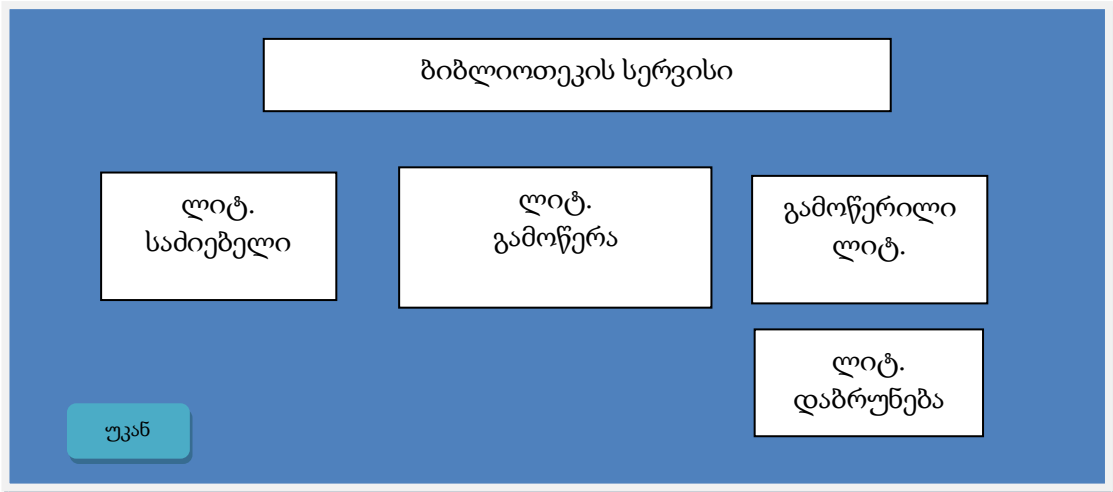 ბიბლიოთეკის სერვისი
ლიტ.
საძიებელი
ლიტ.
გამოწერა
გამოწერილი
ლიტ.
ლიტ.
დაბრუნება
უკან